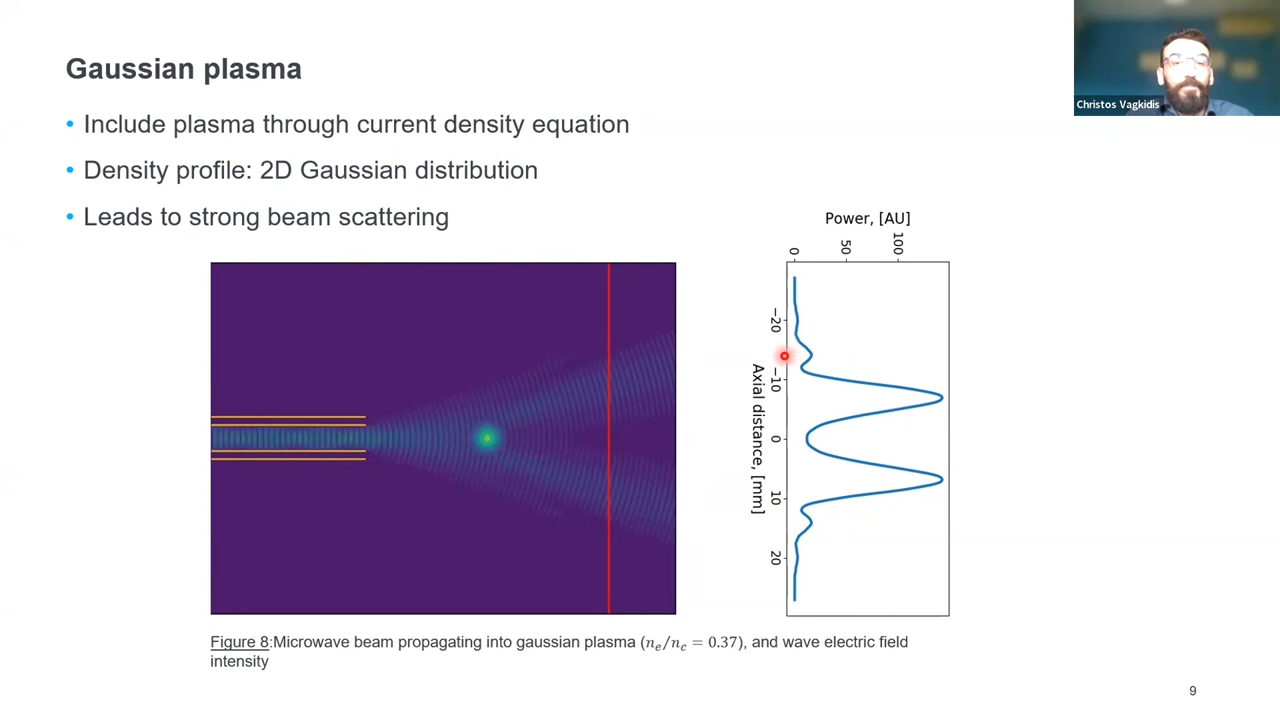 Gaussian plasma
Christos Vagkidis
• Include plasma through current density equation
• Density profile: 2D Gaussian distribution
• Leads to strong beam scattering
Power, [AU]
0 50 100
−20
−10
0
10
20
Axial distance, [mm]
Figure 8:Microwave beam propagating into gaussian plasma (nₑ/n꜀ = 0.37), and wave electric field
intensity
9